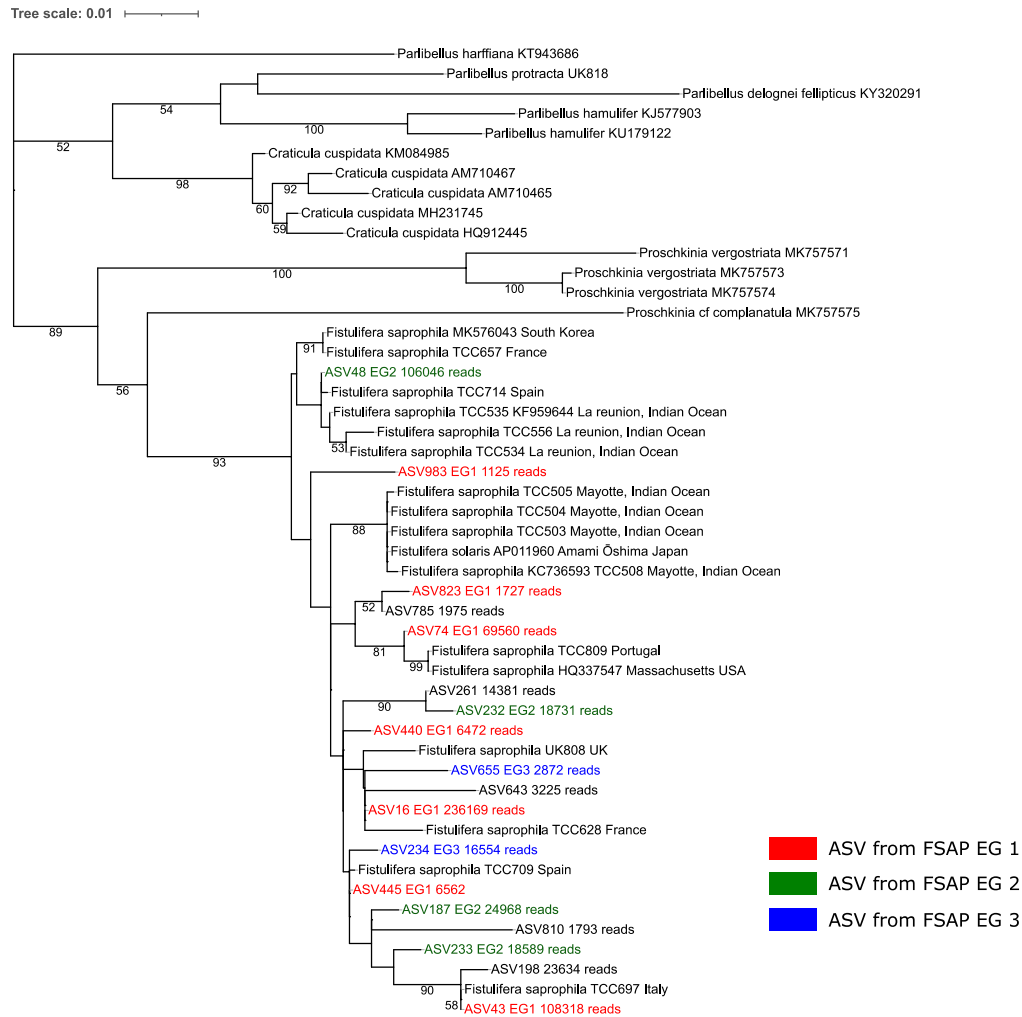 Tree scale: 0.01
Parlibellus harffiana KT943686
Parlibellus protracta UK818
Parlibellus delognei fellipticus KY320291
54
Parlibellus hamulifer KJ577903
100
Parlibellus hamulifer KU179122
52
Craticula cuspidata KM084985
Craticula cuspidata AM710467
98
92
Craticula cuspidata AM710465
60
Craticula cuspidata MH231745
59
Craticula cuspidata HQ912445
Proschkinia vergostriata MK757571
100
Proschkinia vergostriata MK757573
100
Proschkinia vergostriata MK757574
Proschkinia cf complanatula MK757575
89
Fistulifera saprophila MK576043 South Korea
91
Fistulifera saprophila TCC657 France
ASV48 EG2 106046 reads
56
Fistulifera saprophila TCC714 Spain
Fistulifera saprophila TCC535 KF959644 La reunion, Indian Ocean
Fistulifera saprophila TCC556 La reunion, Indian Ocean
53
Fistulifera saprophila TCC534 La reunion, Indian Ocean
93
ASV983 EG1 1125 reads
Fistulifera saprophila TCC505 Mayotte, Indian Ocean
Fistulifera saprophila TCC504 Mayotte, Indian Ocean
88
Fistulifera saprophila TCC503 Mayotte, Indian Ocean
Fistulifera solaris AP011960 Amami Ōshima Japan
Fistulifera saprophila KC736593 TCC508 Mayotte, Indian Ocean
ASV823 EG1 1727 reads
52
ASV785 1975 reads
ASV74 EG1 69560 reads
81
Fistulifera saprophila TCC809 Portugal
99
Fistulifera saprophila HQ337547 Massachusetts USA
ASV261 14381 reads
90
ASV232 EG2 18731 reads
ASV440 EG1 6472 reads
Fistulifera saprophila UK808 UK
ASV655 EG3 2872 reads
ASV643 3225 reads
ASV16 EG1 236169 reads
Fistulifera saprophila TCC628 France
ASV234 EG3 16554 reads
Fistulifera saprophila TCC709 Spain
ASV445 EG1 6562
ASV187 EG2 24968 reads
ASV810 1793 reads
ASV233 EG2 18589 reads
ASV198 23634 reads
90
Fistulifera saprophila TCC697 Italy
58
ASV43 EG1 108318 reads
ASV from FSAP EG 1
ASV from FSAP EG 2
ASV from FSAP EG 3